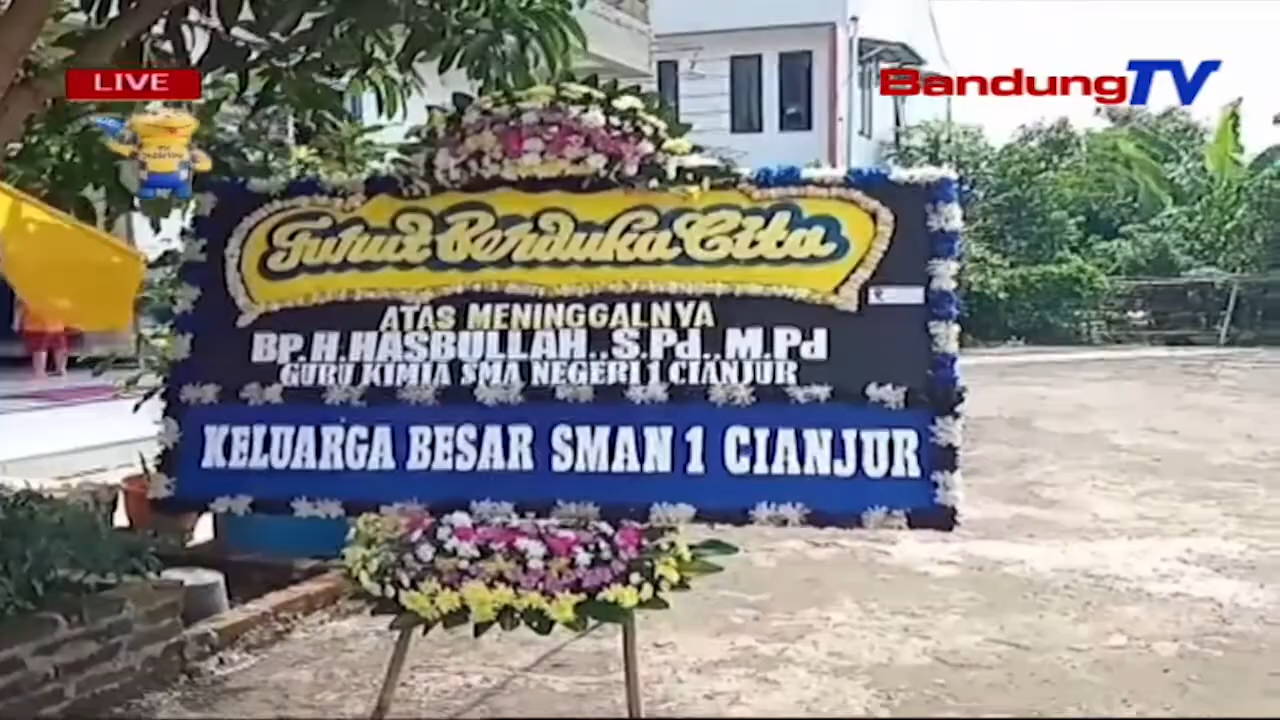 LIVE
BandungTV
Turut Berduka Cita
ATAS MENINGGALNYA
BP.H.HASBULLAH..S.Pd..M.Pd
GURU KIMIA SMA NEGERI 1 CIANJUR
KELUARGA BESAR SMAN 1 CIANJUR